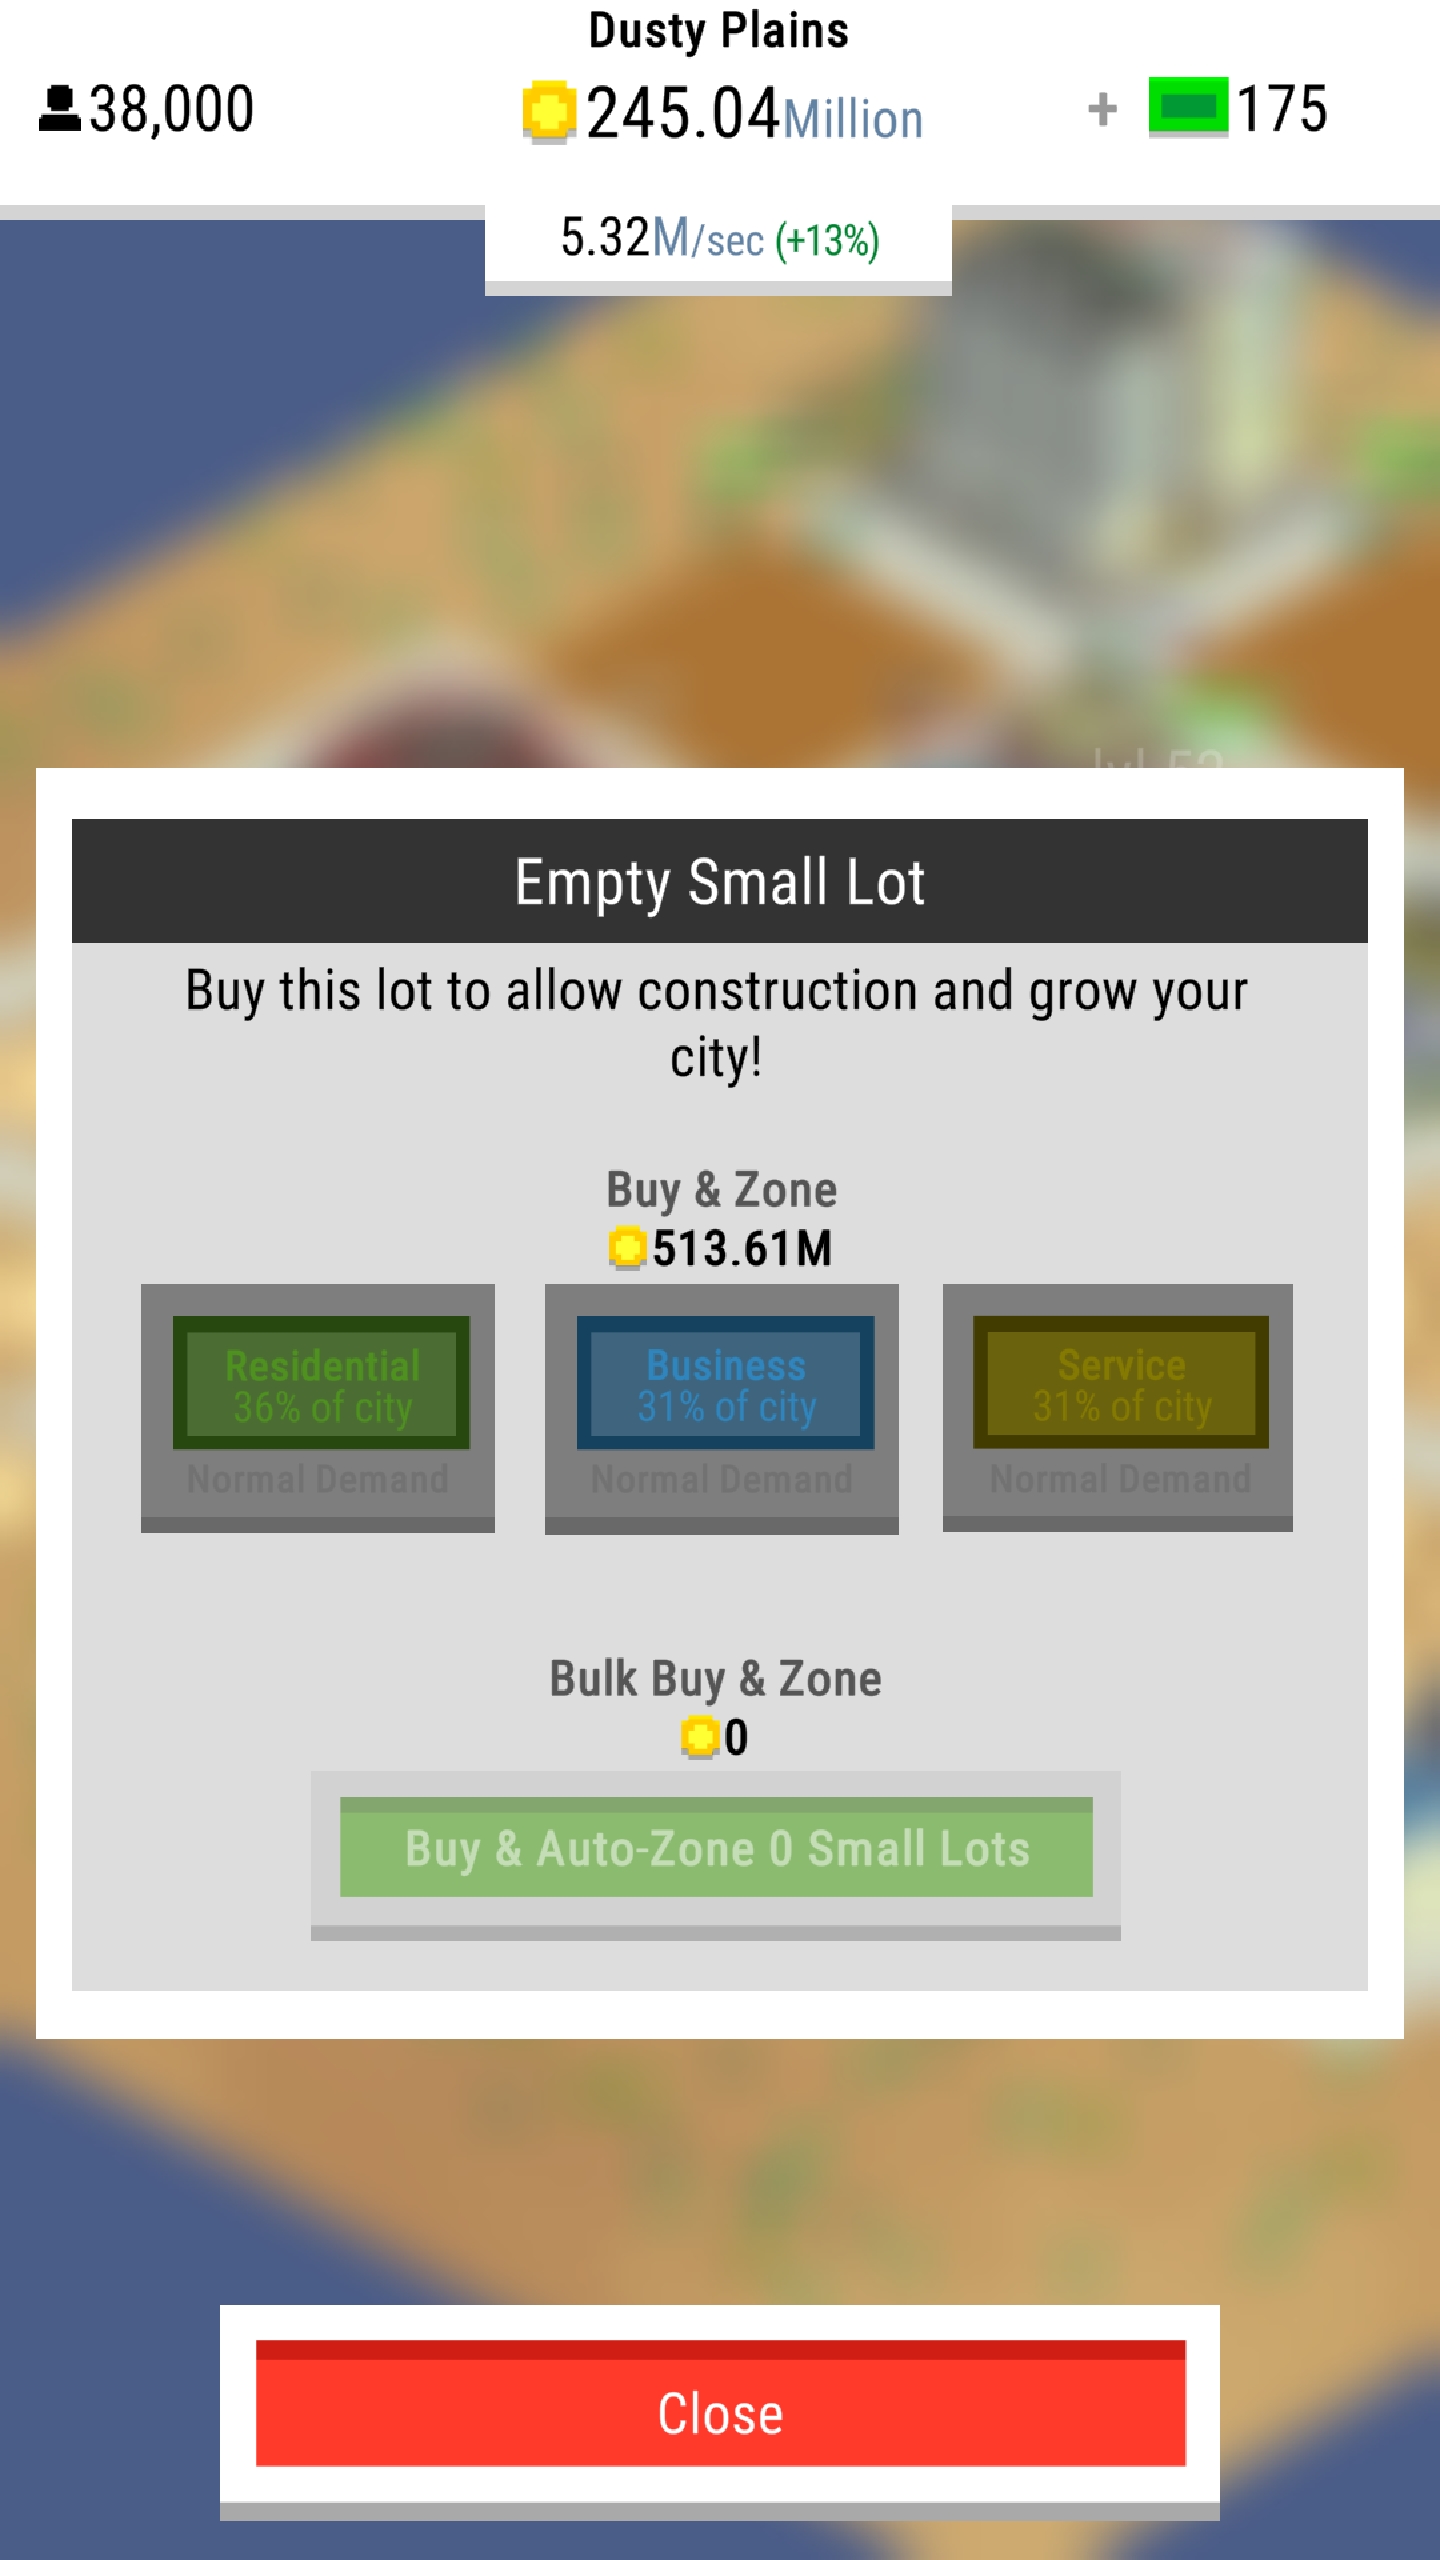 Dusty Plains
38,000
245.04Million
+ 175
5.32M/sec (+13%)
lvl 52
Empty Small Lot
Buy this lot to allow construction and grow your
city!
Buy & Zone
513.61M
Residential
36% of city
Normal Demand
Business
31% of city
Normal Demand
Service
31% of city
Normal Demand
Bulk Buy & Zone
0
Buy & Auto-Zone 0 Small Lots
Close